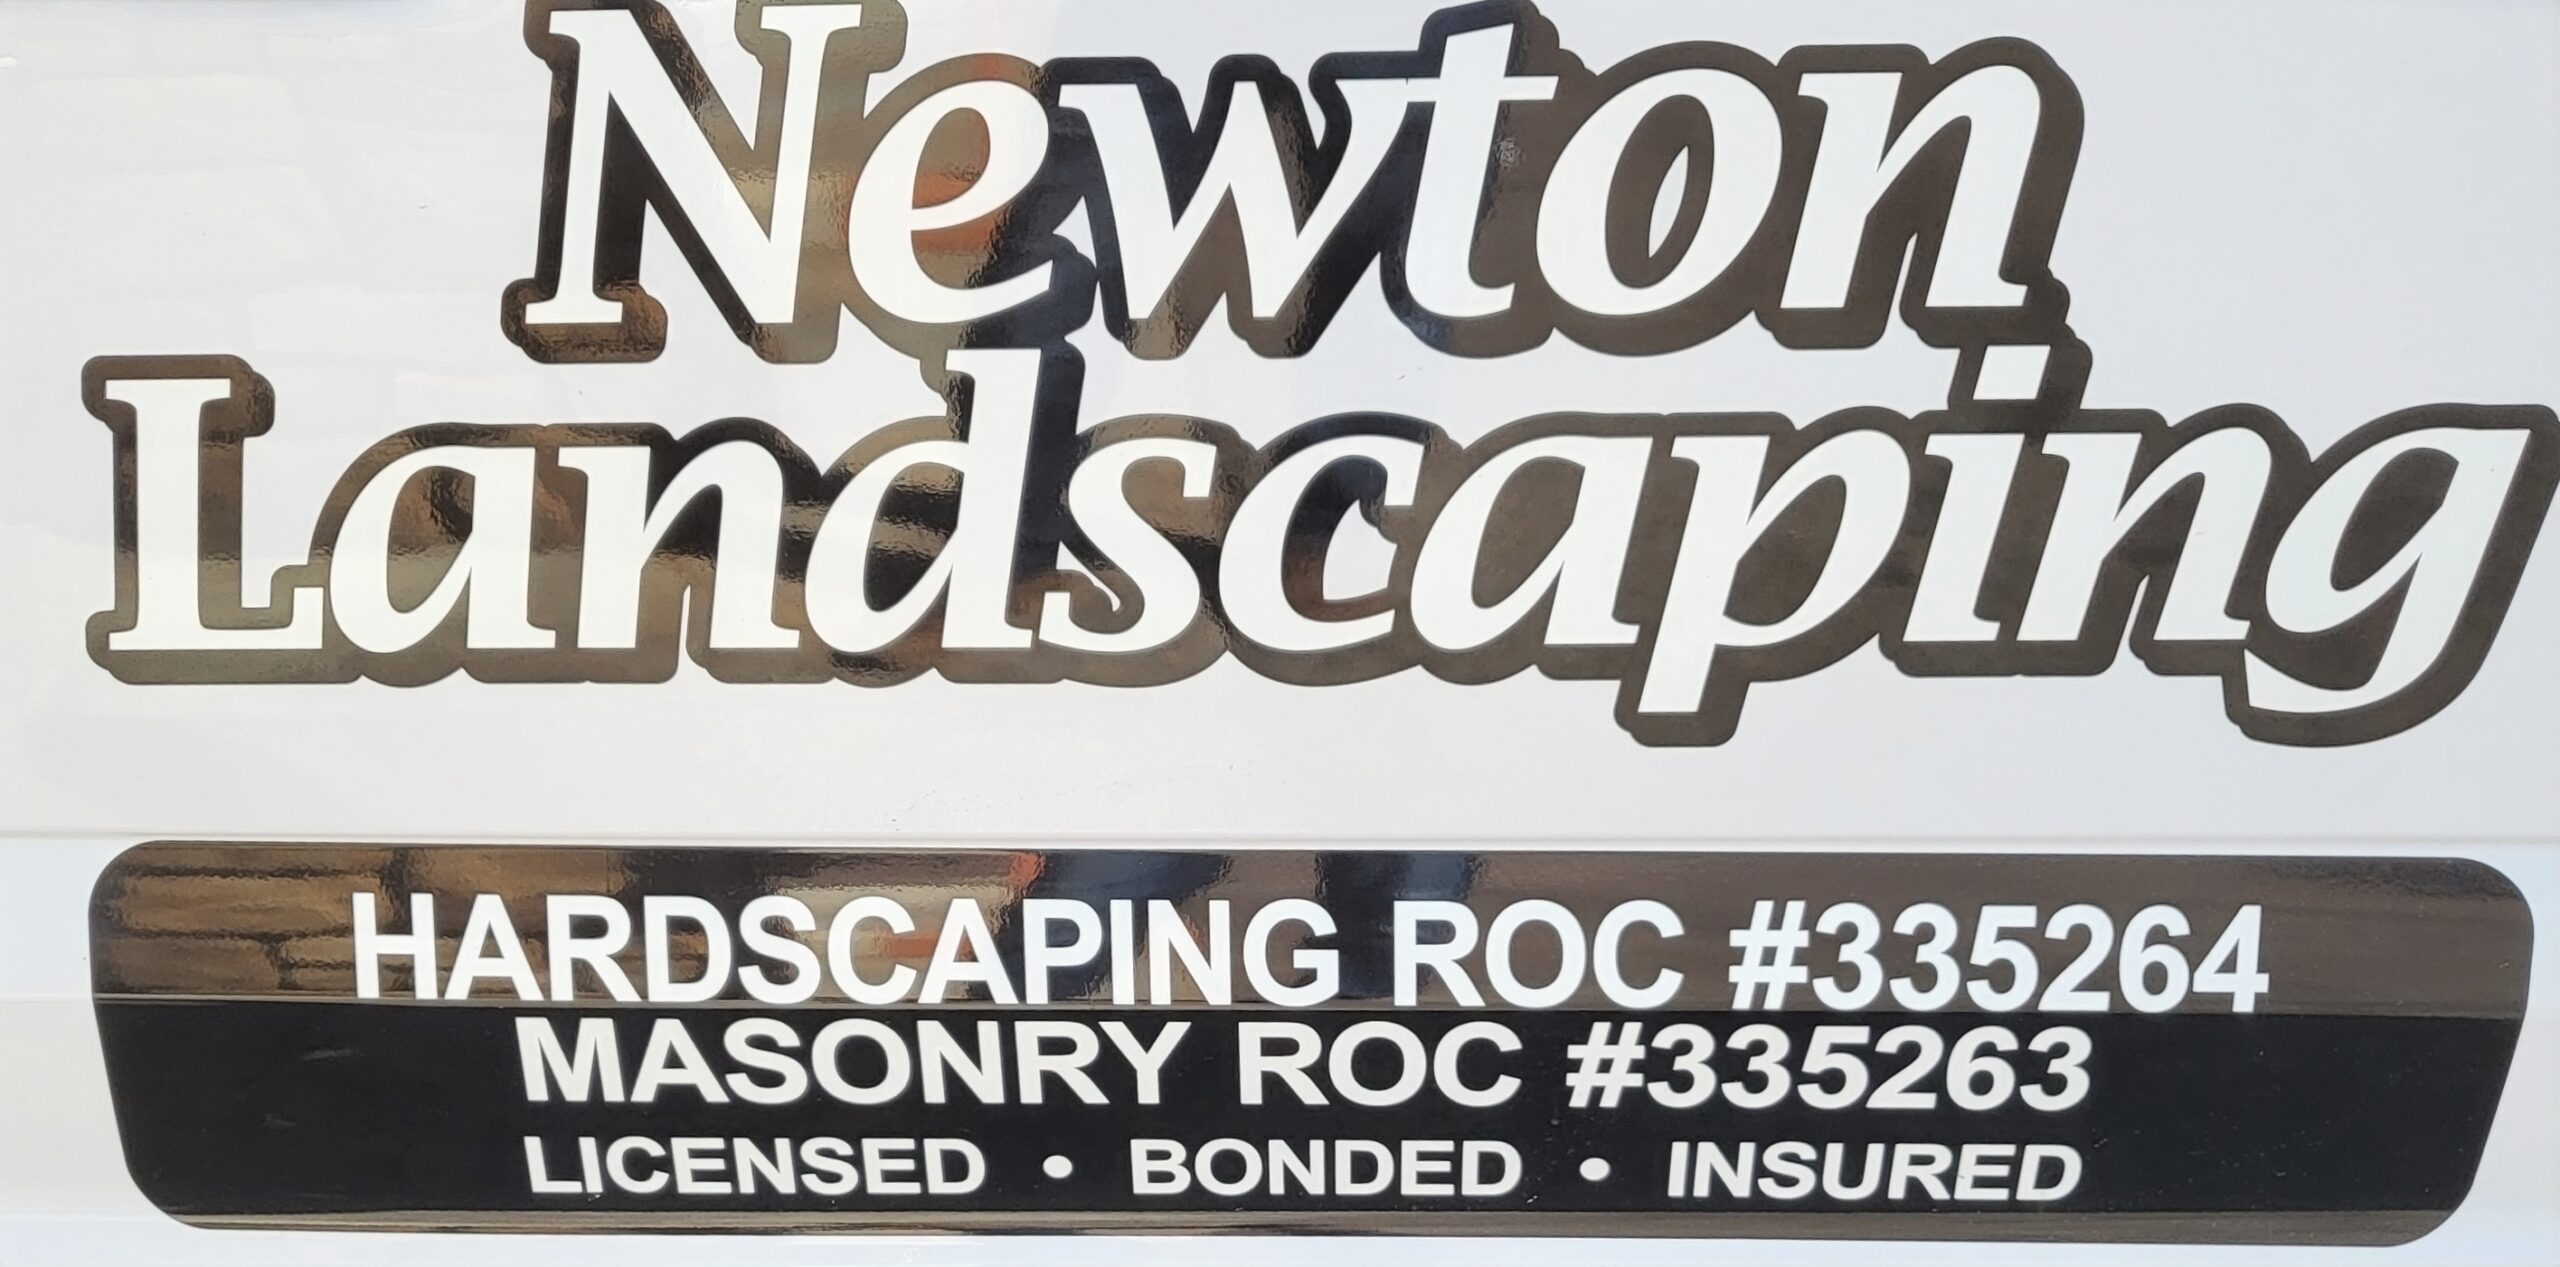 Newton
Landscaping
HARDSCAPING ROC #335264
MASONRY ROC #335263
LICENSED • BONDED • INSURED